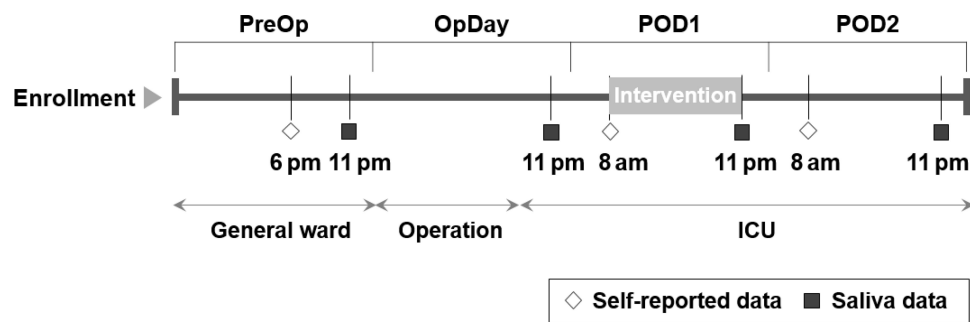 PreOp OpDay POD1 POD2
Enrollment Intervention
6 pm 11 pm 11 pm 8 am 11 pm 8 am 11 pm
General ward Operation ICU
Self-reported data Saliva data